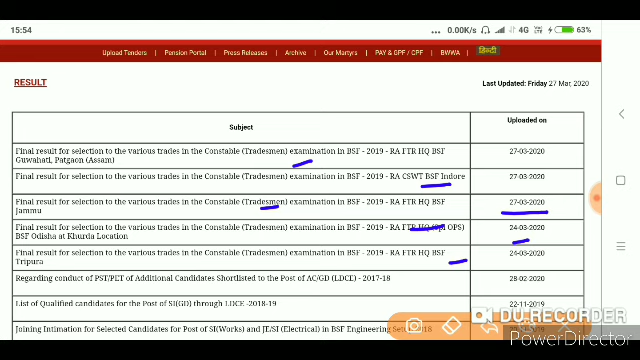 15:54
... 0.00K/s 4G 63%
Upload Tenders Pension Portal Press Releases Archive Our Martyrs PAY & GPF / CPF BWWA हिन्दी
RESULT
Last Updated: Friday 27 Mar, 2020
Subject Uploaded on
Final result for selection to the various trades in the Constable (Tradesmen) examination in BSF - 2019 - RA FTR HQ BSF
Guwahati, Patgaon (Assam)
27-03-2020
Final result for selection to the various trades in the Constable (Tradesmen) examination in BSF - 2019 - RA CSWT BSF Indore
27-03-2020
Final result for selection to the various trades in the Constable (Tradesmen) examination in BSF - 2019 - RA FTR HQ BSF
Jammu
27-03-2020
Final result for selection to the various trades in the Constable (Tradesmen) examination in BSF - 2019 - RA FTR HQ (Spl OPS)
BSF Odisha at Khurda Location
24-03-2020
Final result for selection to the various trades in the Constable (Tradesmen) examination in BSF - 2019 - RA FTR HQ BSF
Tripura
24-03-2020
Regarding conduct of PST/PET of Additional Candidates Shortlisted to the Post of AC/GD (LDCE) - 2017-18
28-02-2020
List of Qualified candidates for the Post of SI(GD) through LDCE -2018-19
22-11-2019
Joining Intimation for Selected Candidates for Post of SI(Works) and JE/SI (Electrical) in BSF Engineering
DU RECORDER
PowerDirector